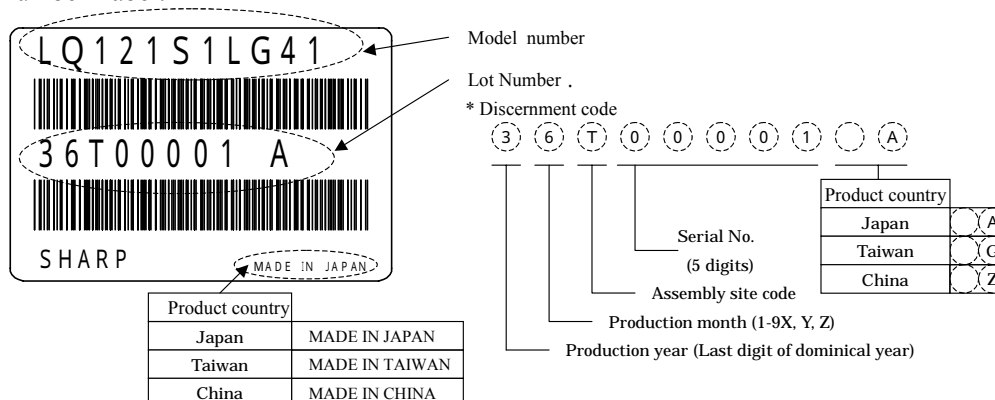 LQ121S1LG41
36T00001 A
SHARP
MADE IN JAPAN
Product country
Japan MADE IN JAPAN
Taiwan MADE IN TAIWAN
China MADE IN CHINA
Model number
Lot Number .
* Discernment code
3 6 T 0 0 0 0 1 A
Product country
Japan A
Taiwan
China Z
Serial No.
(5 digits)
Assembly site code
Production month (1-9X, Y, Z)
Production year (Last digit of dominical year)